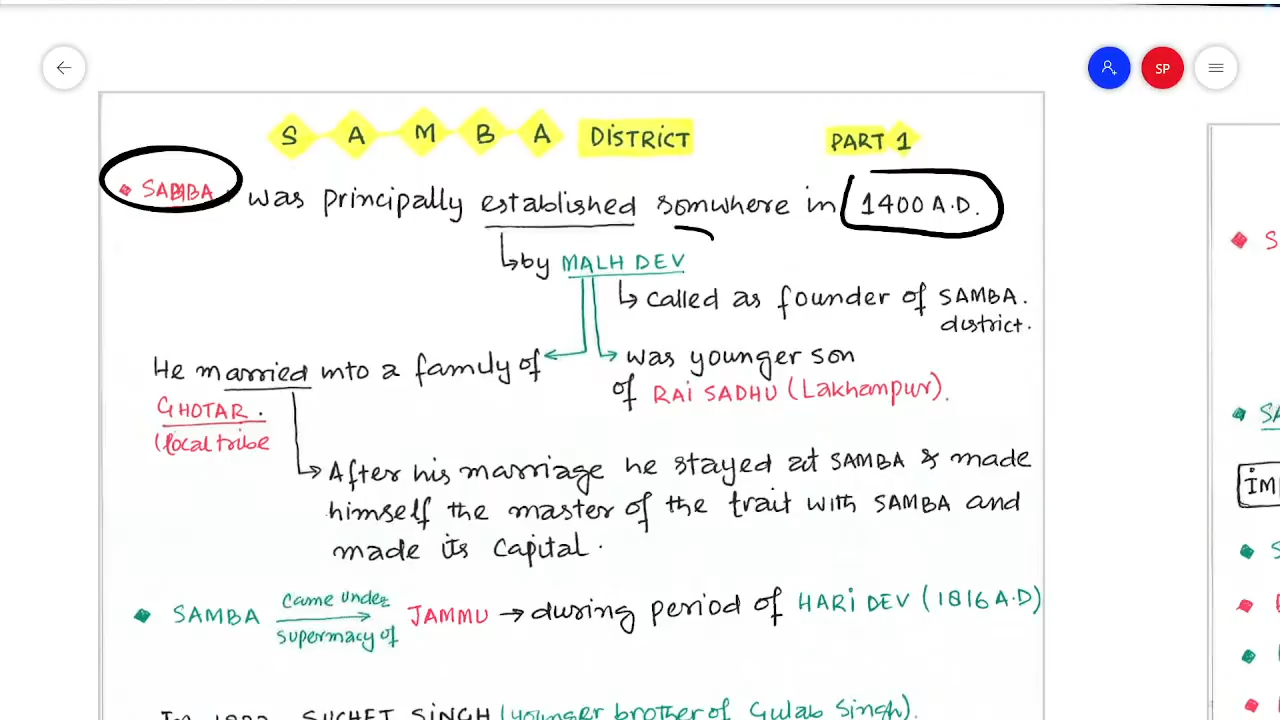 SP
SAMBA DISTRICT PART 1
SAMBA : was principally established somwhere in 1400 A.D.
by MALH DEV
called as founder of SAMBA.
district.
He married into a family of
was younger son
of RAI SADHU (Lakhampur).
GHOTAR.
(local tribe
After his marriage he stayed at SAMBA & made
himself the master of the trait with SAMBA and
made its capital.
SAMBA came under supermacy of JAMMU → during period of HARI DEV (1816 A.D)
SUCHET SINGH (younger brother of Gulab Singh).